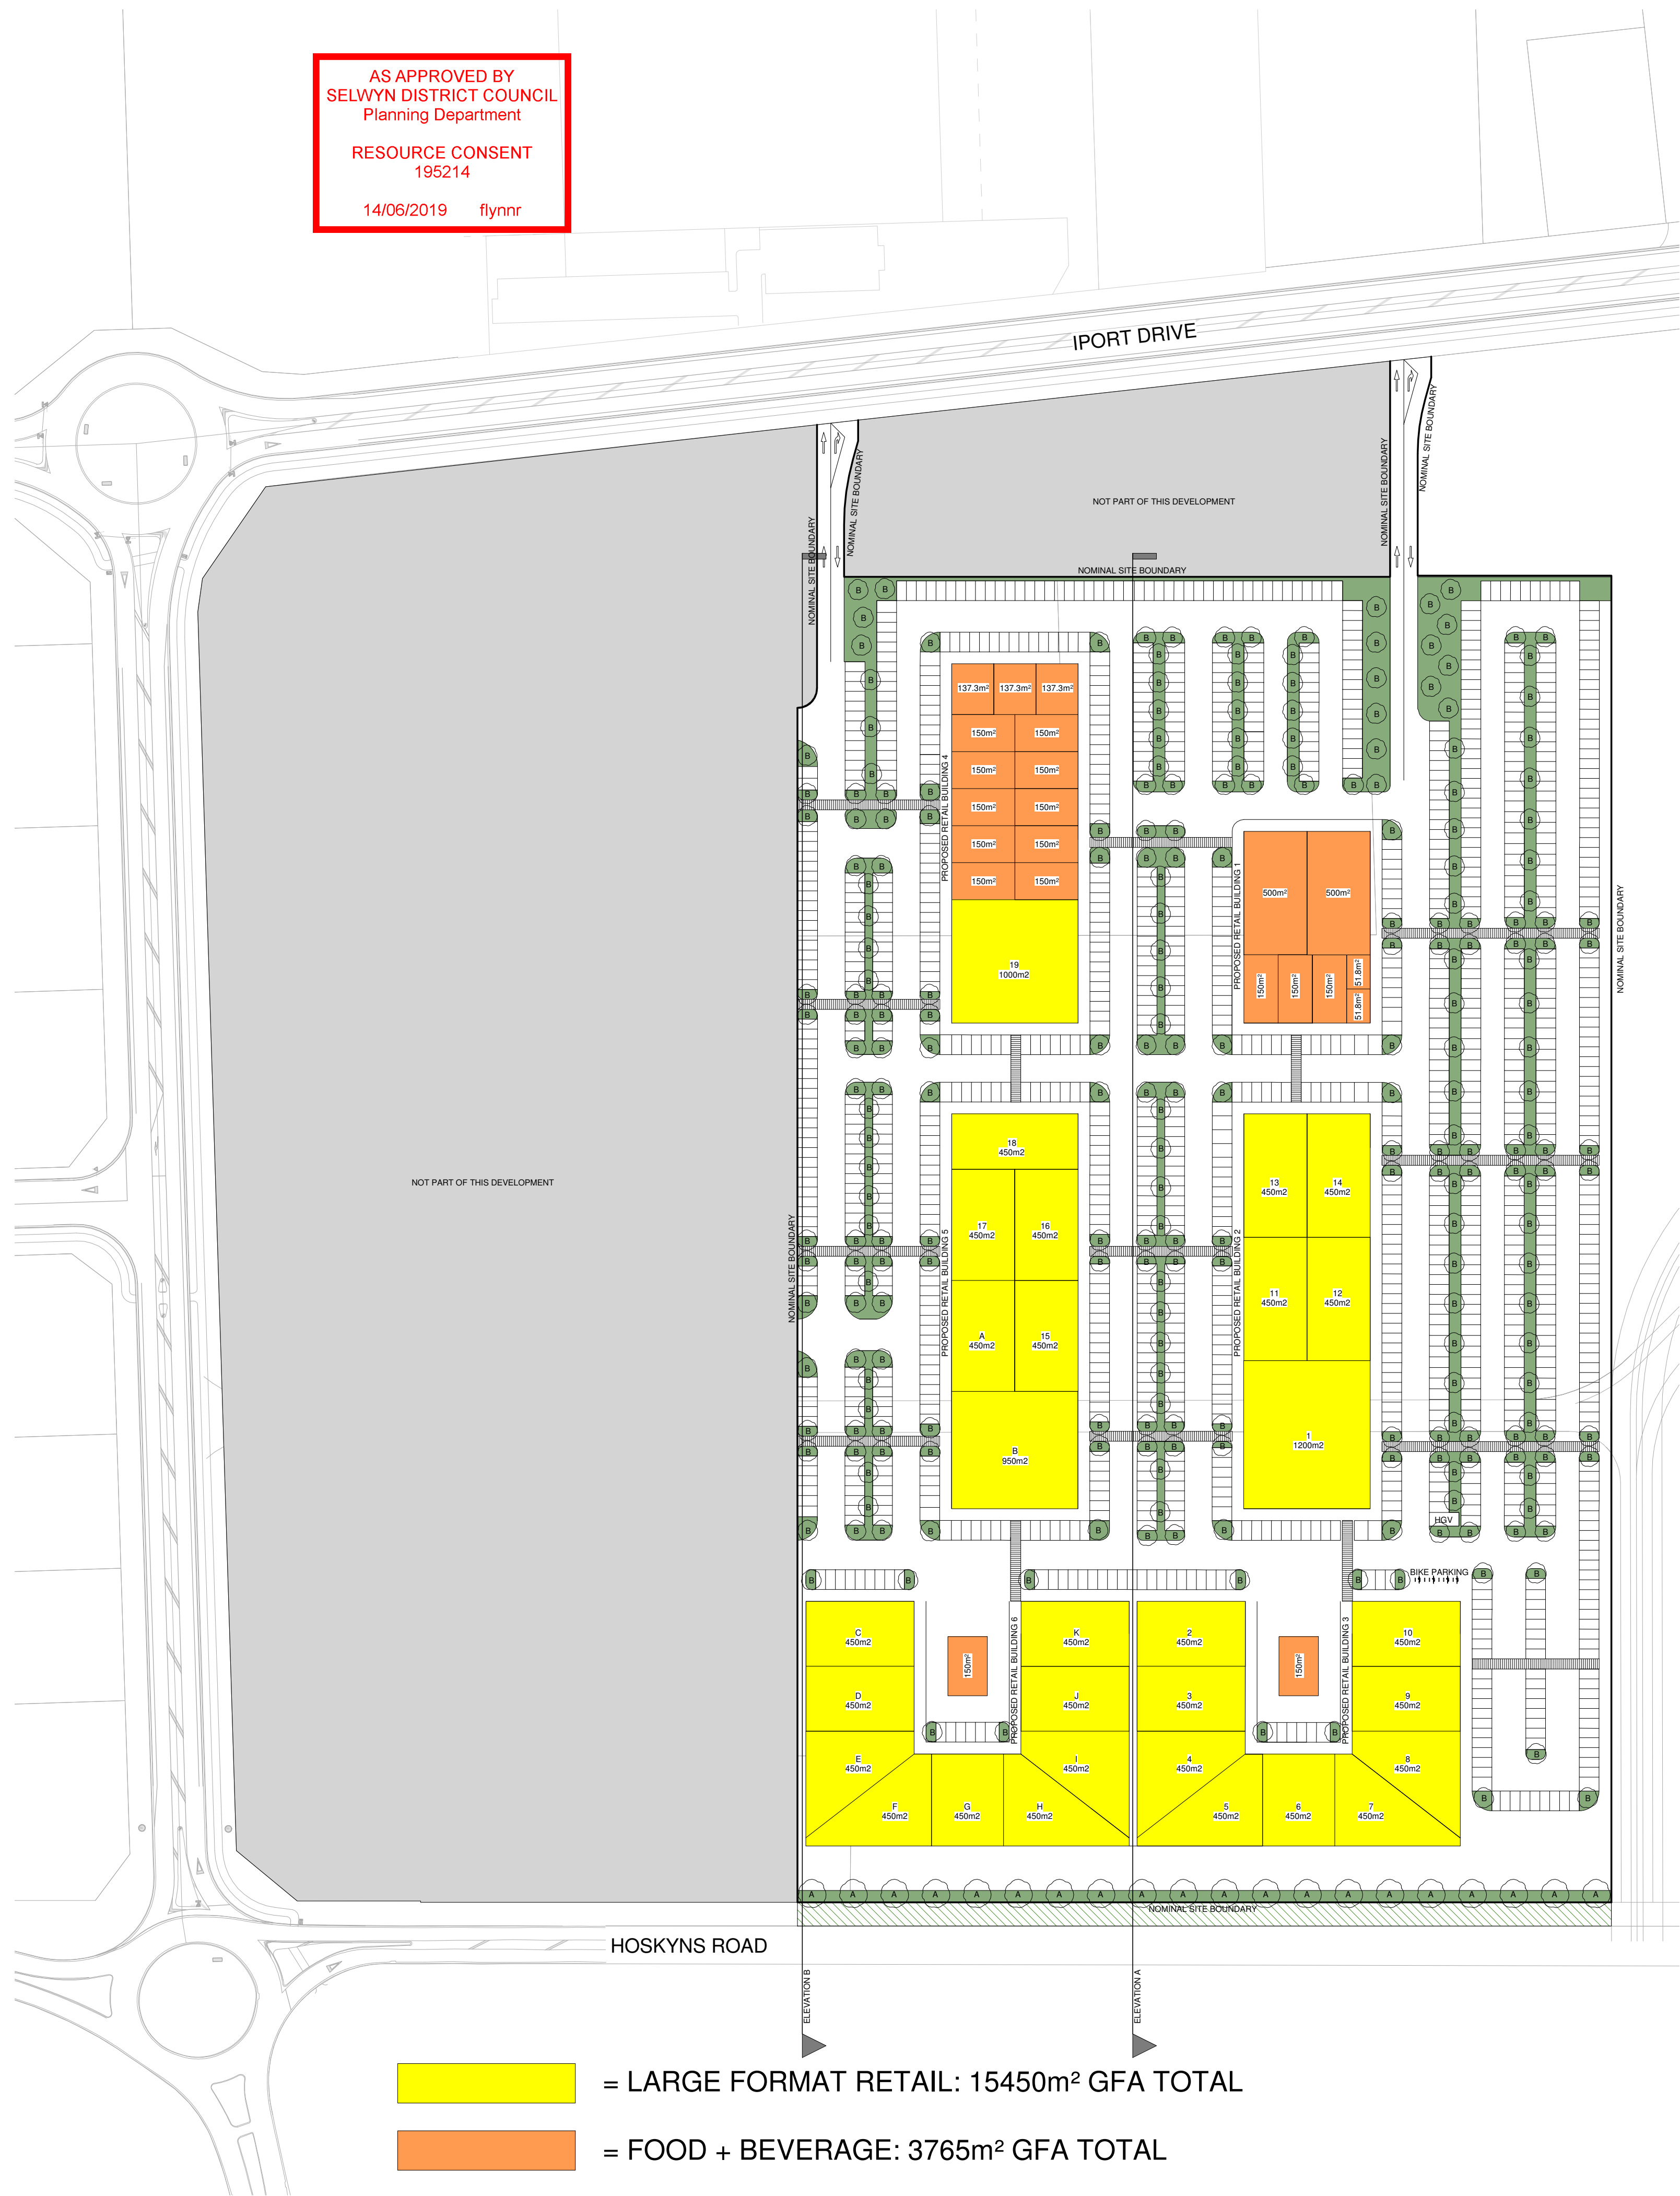 AS APPROVED BY
SELWYN DISTRICT COUNCIL
Planning Department
RESOURCE CONSENT
195214
14/06/2019 flynnr
IPORT DRIVE
NOMINAL SITE BOUNDARY
NOMINAL SITE BOUNDARY
NOMINAL SITE BOUNDARY
NOMINAL SITE BOUNDARY
NOT PART OF THIS DEVELOPMENT
NOMINAL SITE BOUNDARY
PROPOSED RETAIL BUILDING 4
137.3m² 137.3m² 137.3m²
150m² 150m²
150m² 150m²
150m² 150m²
150m² 150m²
150m² 150m²
19
1000m2
PROPOSED RETAIL BUILDING 1
500m² 500m²
150m² 150m² 150m² 51.8m²
51.8m²
NOMINAL SITE BOUNDARY
NOT PART OF THIS DEVELOPMENT
NOMINAL SITE BOUNDARY
PROPOSED RETAIL BUILDING 5
18
450m2
17
450m2
16
450m2
A
450m2
15
450m2
B
950m2
PROPOSED RETAIL BUILDING 2
13
450m2
14
450m2
11
450m2
12
450m2
1
1200m2
HGV
BIKE PARKING
PROPOSED RETAIL BUILDING 6
C
450m2
D
450m2
E
450m2
F
450m2
G
450m2
H
450m2
I
450m2
J
450m2
K
450m2
150m²
PROPOSED RETAIL BUILDING 3
2
450m2
3
450m2
4
450m2
5
450m2
6
450m2
7
450m2
8
450m2
9
450m2
10
450m2
150m²
A A A A A A A A A A A A A A A A A A A A
NOMINAL SITE BOUNDARY
HOSKYNS ROAD
ELEVATION B
ELEVATION A
= LARGE FORMAT RETAIL: 15450m² GFA TOTAL
= FOOD + BEVERAGE: 3765m² GFA TOTAL